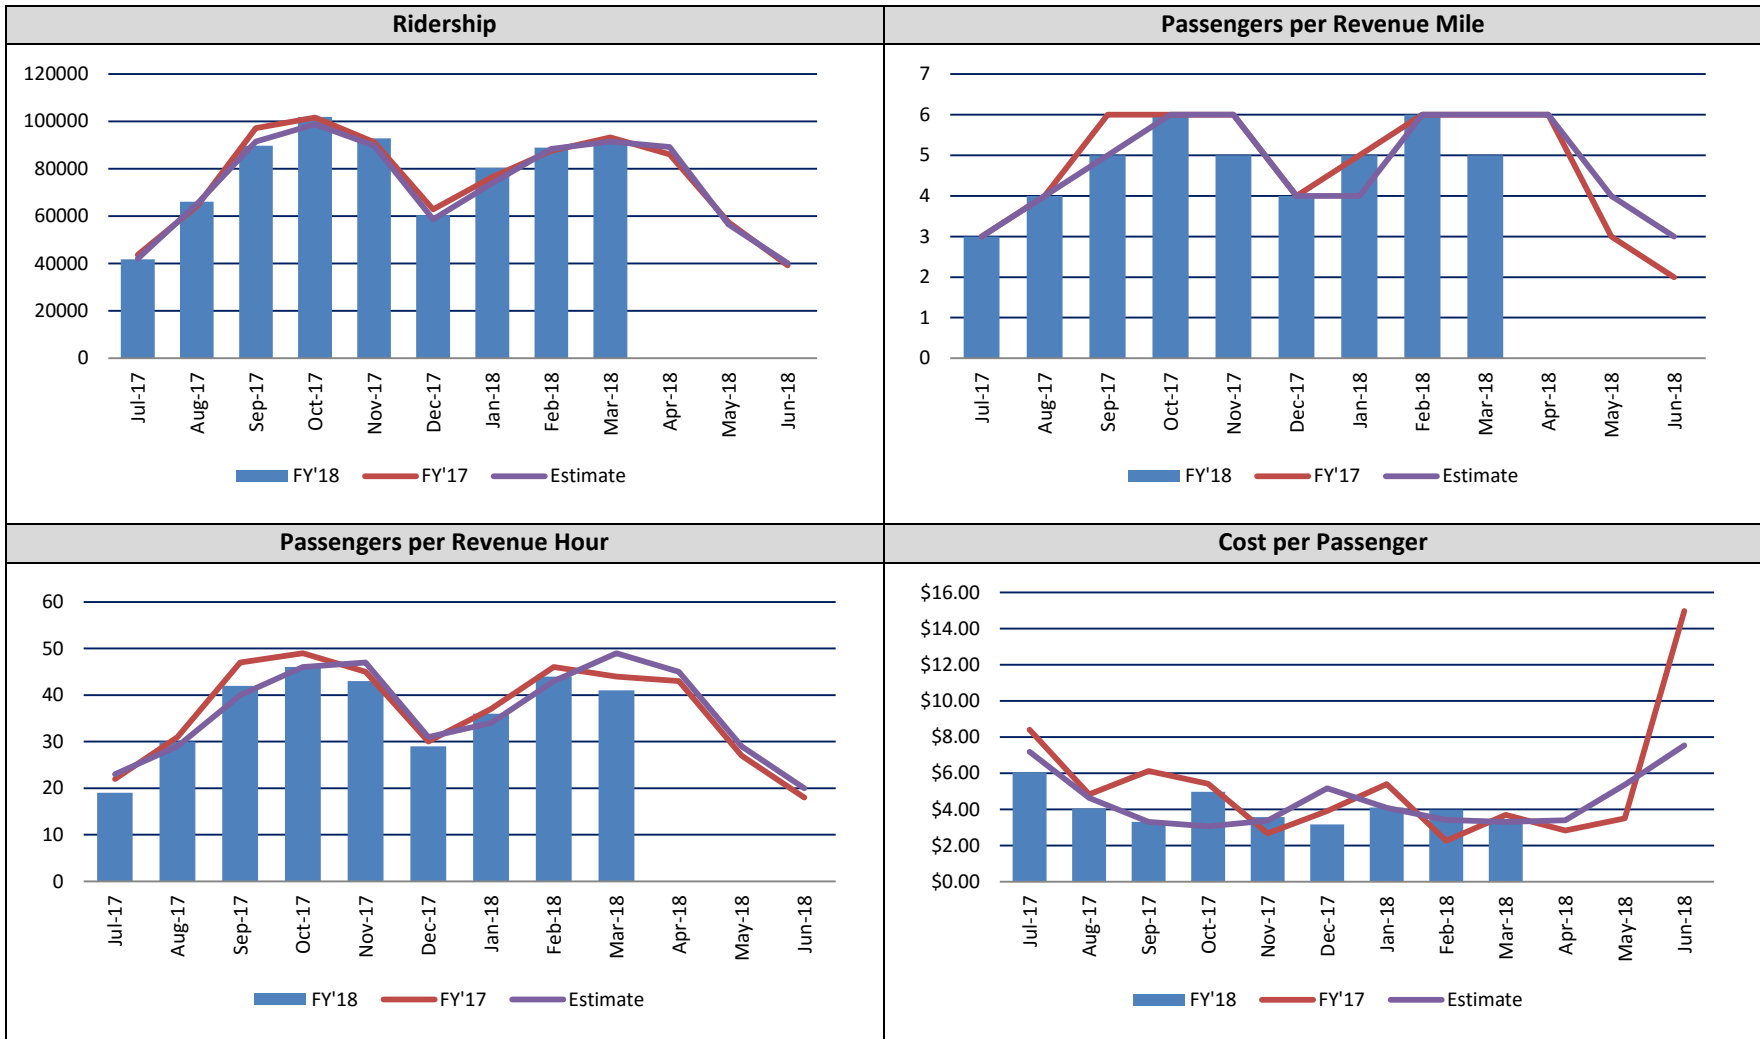 Ridership
120000
100000
80000
60000
40000
20000
0
Jul-17
Aug-17
Sep-17
Oct-17
Nov-17
Dec-17
Jan-18
Feb-18
Mar-18
Apr-18
May-18
Jun-18
FY'18 FY'17 Estimate
Passengers per Revenue Mile
7
6
5
4
3
2
1
0
Jul-17
Aug-17
Sep-17
Oct-17
Nov-17
Dec-17
Jan-18
Feb-18
Mar-18
Apr-18
May-18
Jun-18
FY'18 FY'17 Estimate
Passengers per Revenue Hour
60
50
40
30
20
10
0
Jul-17
Aug-17
Sep-17
Oct-17
Nov-17
Dec-17
Jan-18
Feb-18
Mar-18
Apr-18
May-18
Jun-18
FY'18 FY'17 Estimate
Cost per Passenger
$16.00
$14.00
$12.00
$10.00
$8.00
$6.00
$4.00
$2.00
$0.00
Jul-17
Aug-17
Sep-17
Oct-17
Nov-17
Dec-17
Jan-18
Feb-18
Mar-18
Apr-18
May-18
Jun-18
FY'18 FY'17 Estimate